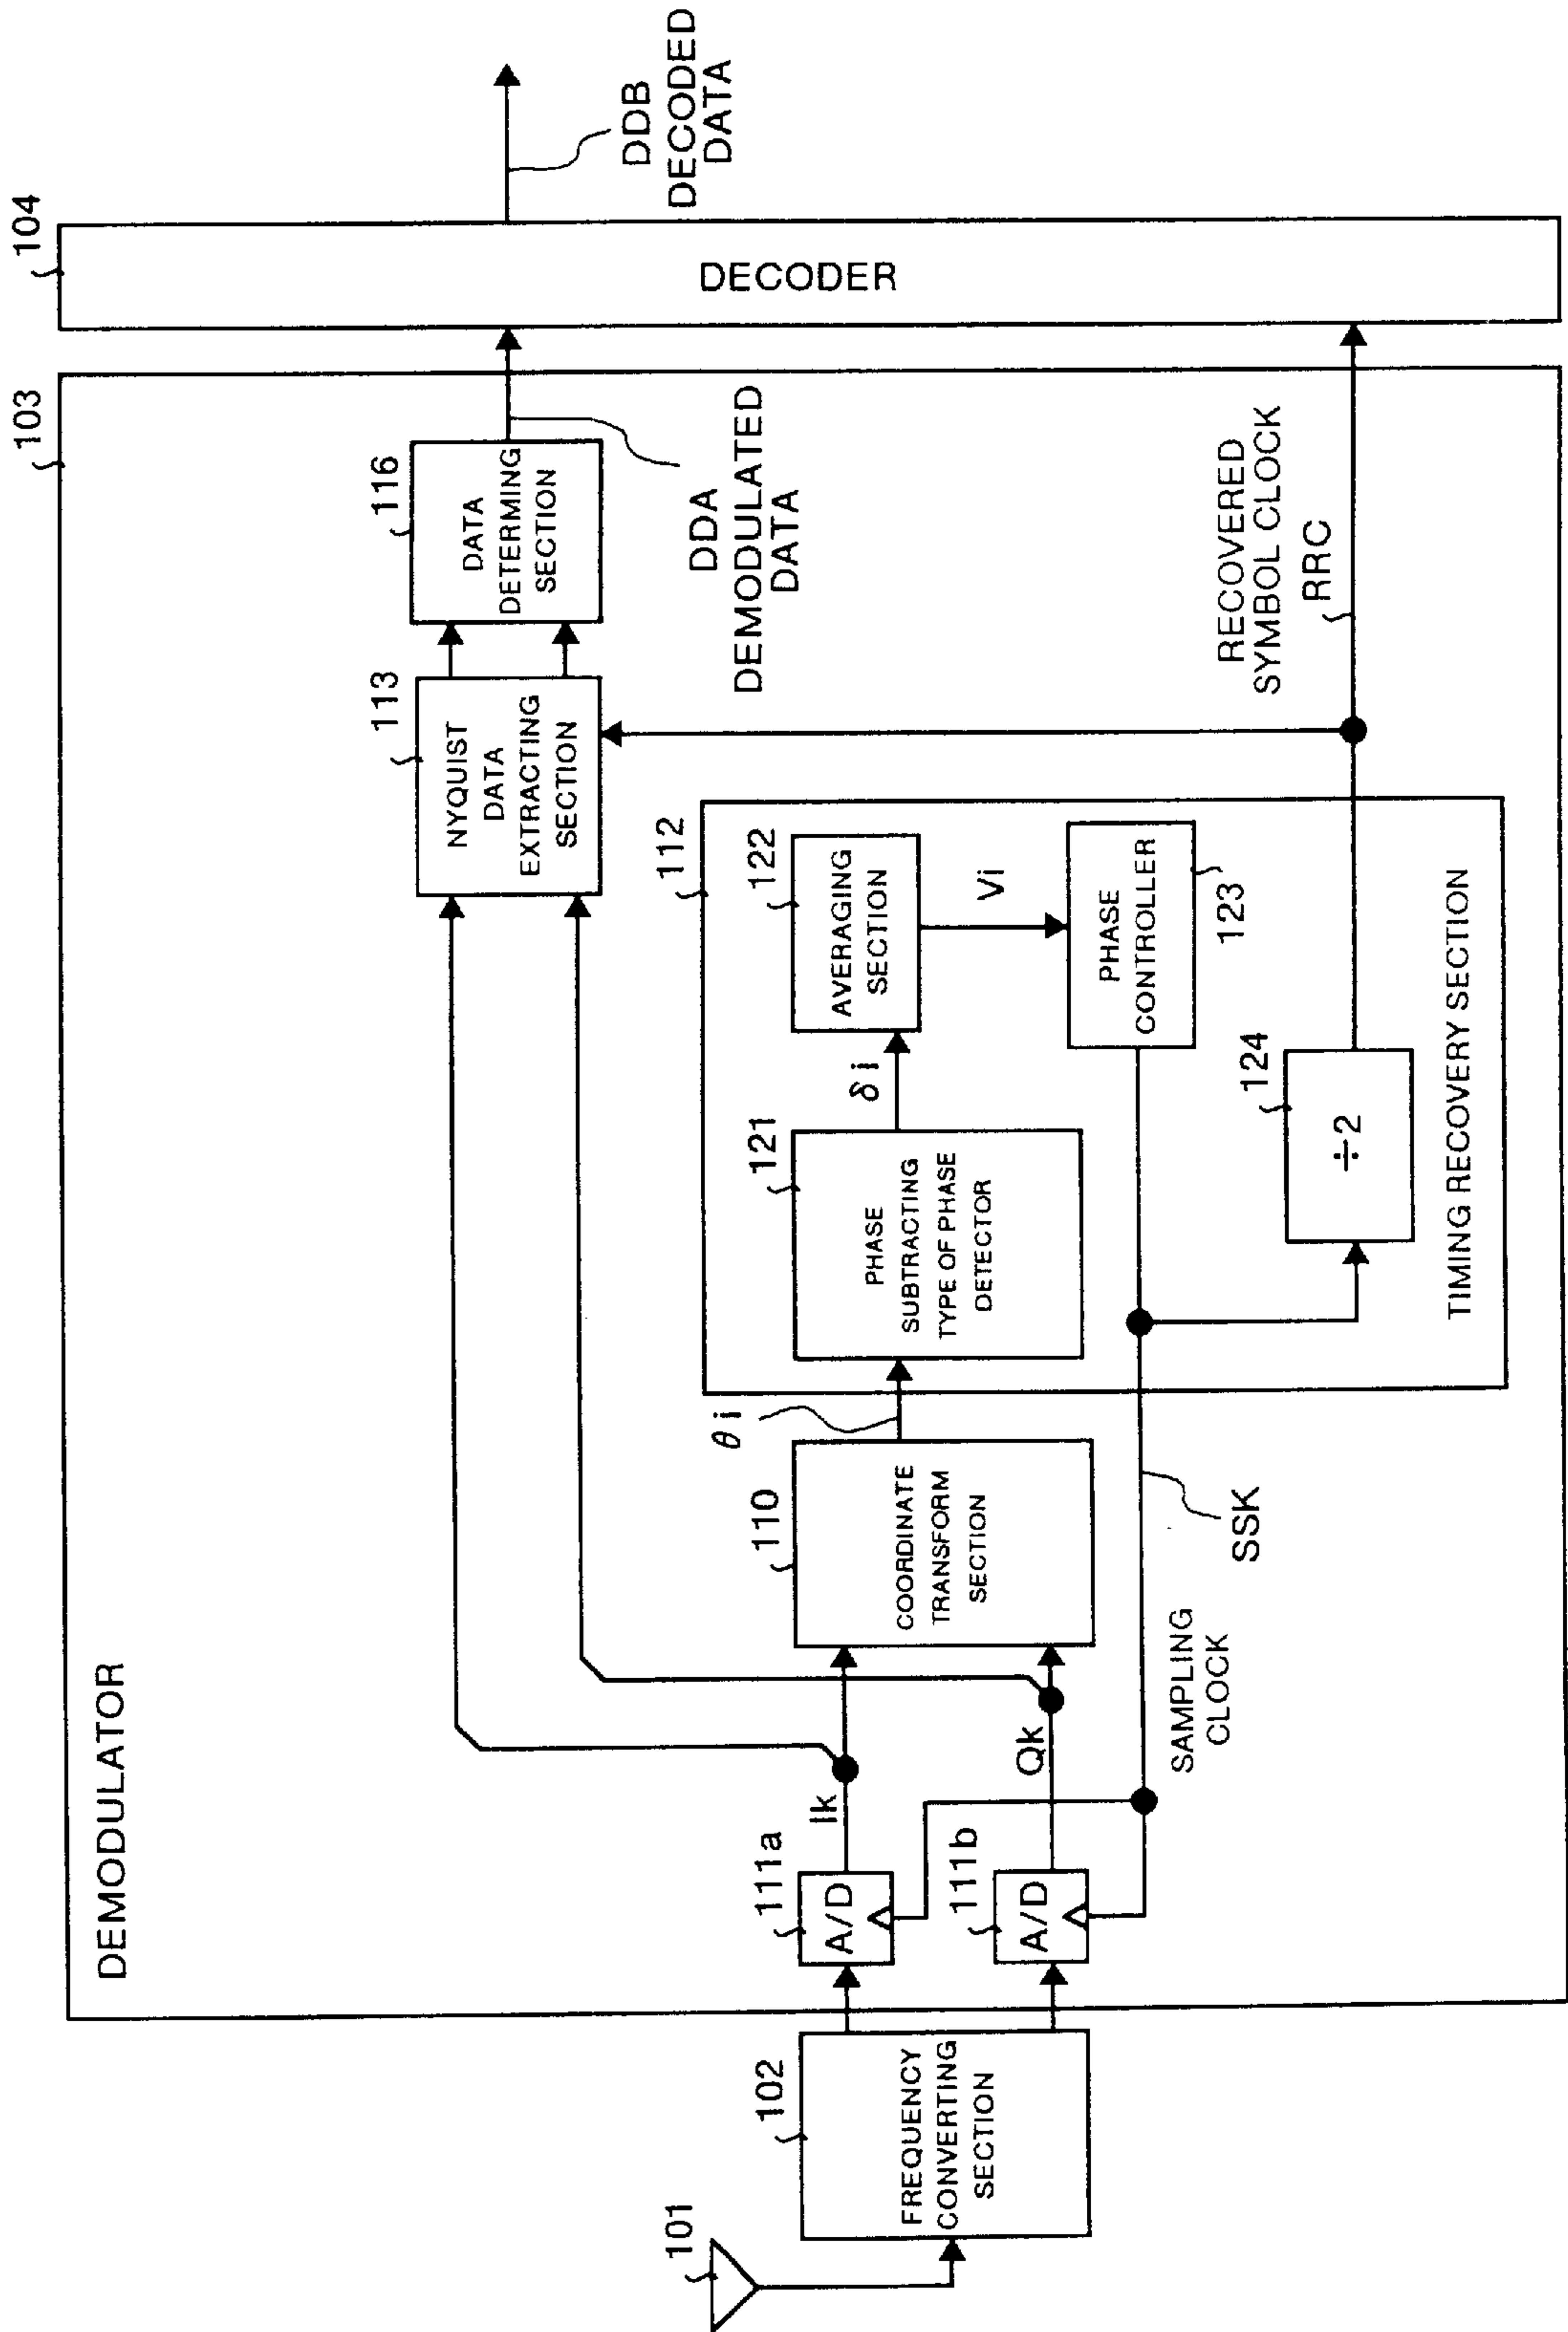 101
102
FREQUENCY
CONVERTING
SECTION
DEMODULATOR
103
111a
A/D
111b
A/D
Ik
Qk
SAMPLING
CLOCK
SSK
110
COORDINATE
TRANSFORM
SECTION
θi
112
121
PHASE
SUBTRACTING
TYPE OF PHASE
DETECTOR
δi
122
AVERAGING
SECTION
Vi
PHASE
CONTROLLER
123
124
÷2
TIMING RECOVERY SECTION
113
NYQUIST
DATA
EXTRACTING
SECTION
116
DATA
DETERMINING
SECTION
DDA
DEMODULATED
DATA
RECOVERED
SYMBOL CLOCK
RRC
104
DECODER
DDB
DECODED
DATA